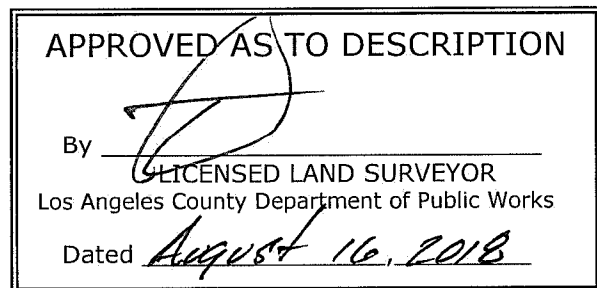 APPROVED AS TO DESCRIPTION
By
LICENSED LAND SURVEYOR
Los Angeles County Department of Public Works
Dated August 16, 2018